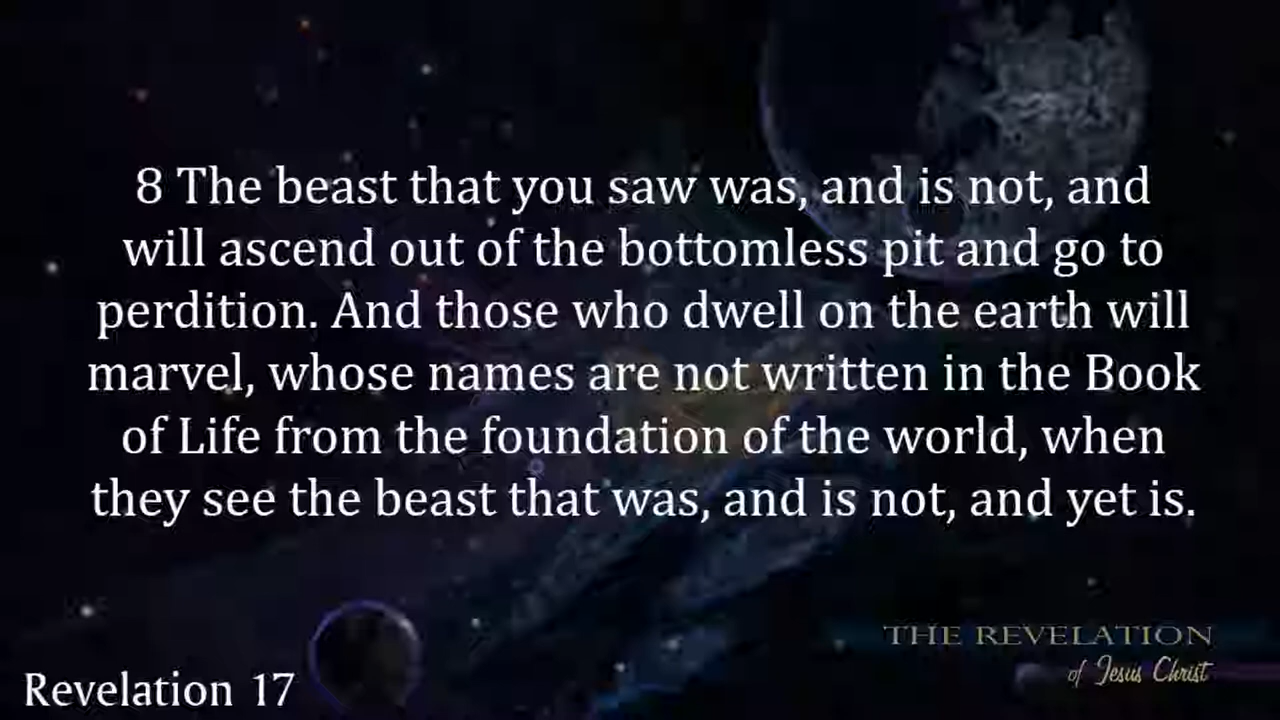 8 The beast that you saw was, and is not, and
will ascend out of the bottomless pit and go to
perdition. And those who dwell on the earth will
marvel, whose names are not written in the Book
of Life from the foundation of the world, when
they see the beast that was, and is not, and yet is.
THE REVELATION
of Jesus Christ
Revelation 17